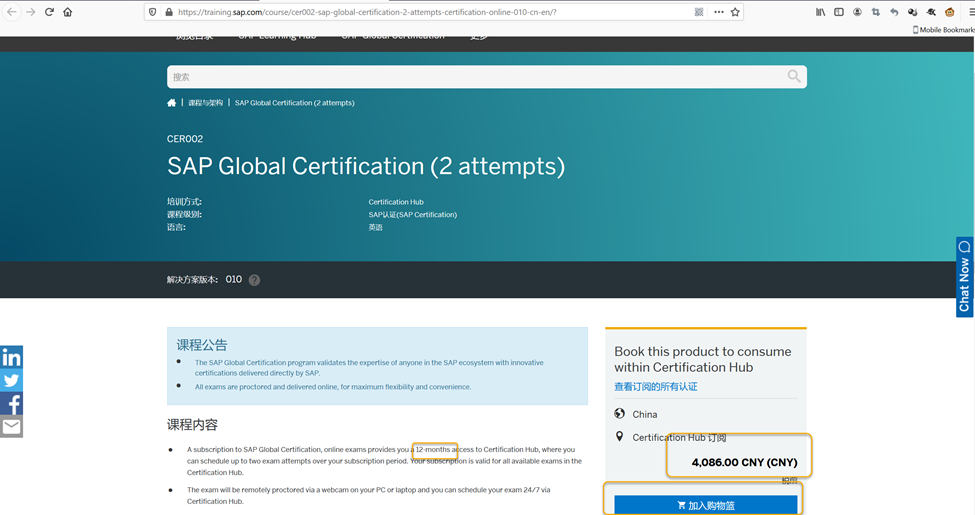 https://training.sap.com/course/cer002-sap-global-certification-2-attempts-certification-online-010-cn-en/?
Mobile Bookmarks
浏览目录 SAP Learning Hub SAP Global Certification 更多
搜索
课程与架构 | SAP Global Certification (2 attempts)
CER002
SAP Global Certification (2 attempts)
培训方式: Certification Hub
课程级别: SAP认证(SAP Certification)
语言: 英语
解决方案版本: 010 ?
Chat Now
课程公告
The SAP Global Certification program validates the expertise of anyone in the SAP ecosystem with innovative
certifications delivered directly by SAP.
All exams are proctored and delivered online, for maximum flexibility and convenience.
课程内容
A subscription to SAP Global Certification, online exams provides you a 12-months access to Certification Hub, where you
can schedule up to two exam attempts over your subscription period. Your subscription is valid for all available exams in the
Certification Hub.
The exam will be remotely proctored via a webcam on your PC or laptop and you can schedule your exam 24/7 via
Certification Hub.
Book this product to consume
within Certification Hub
查看订阅的所有认证
China
Certification Hub 订阅
4,086.00 CNY (CNY)
加入购物篮